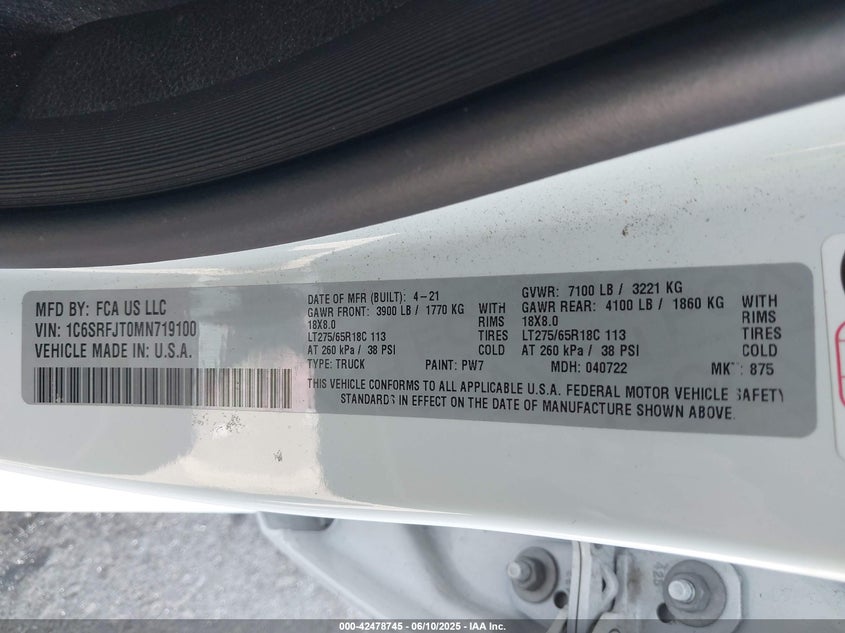 MFD BY: FCA US LLC
VIN: 1C6SRFJT0MN719100
VEHICLE MADE IN: U.S.A.
DATE OF MFR (BUILT): 4-21
GAWR FRONT: 3900 LB / 1770 KG WITH
18X8.0 RIMS
LT275/65R18C 113 TIRES
AT 260 kPa / 38 PSI COLD
TYPE: TRUCK PAINT: PW7
GVWR: 7100 LB / 3221 KG
GAWR REAR: 4100 LB / 1860 KG WITH
18X8.0 RIMS
LT275/65R18C 113 TIRES
AT 260 kPa / 38 PSI COLD
MDH: 040722 : 875
THIS VEHICLE CONFORMS TO ALL APPLICABLE U.S.A. FEDERAL MOTOR VEHICLE SAFETY
STANDARDS IN EFFECT ON THE DATE OF MANUFACTURE SHOWN ABOVE.
000-42478745 - 06/10/2025 - IAA Inc.